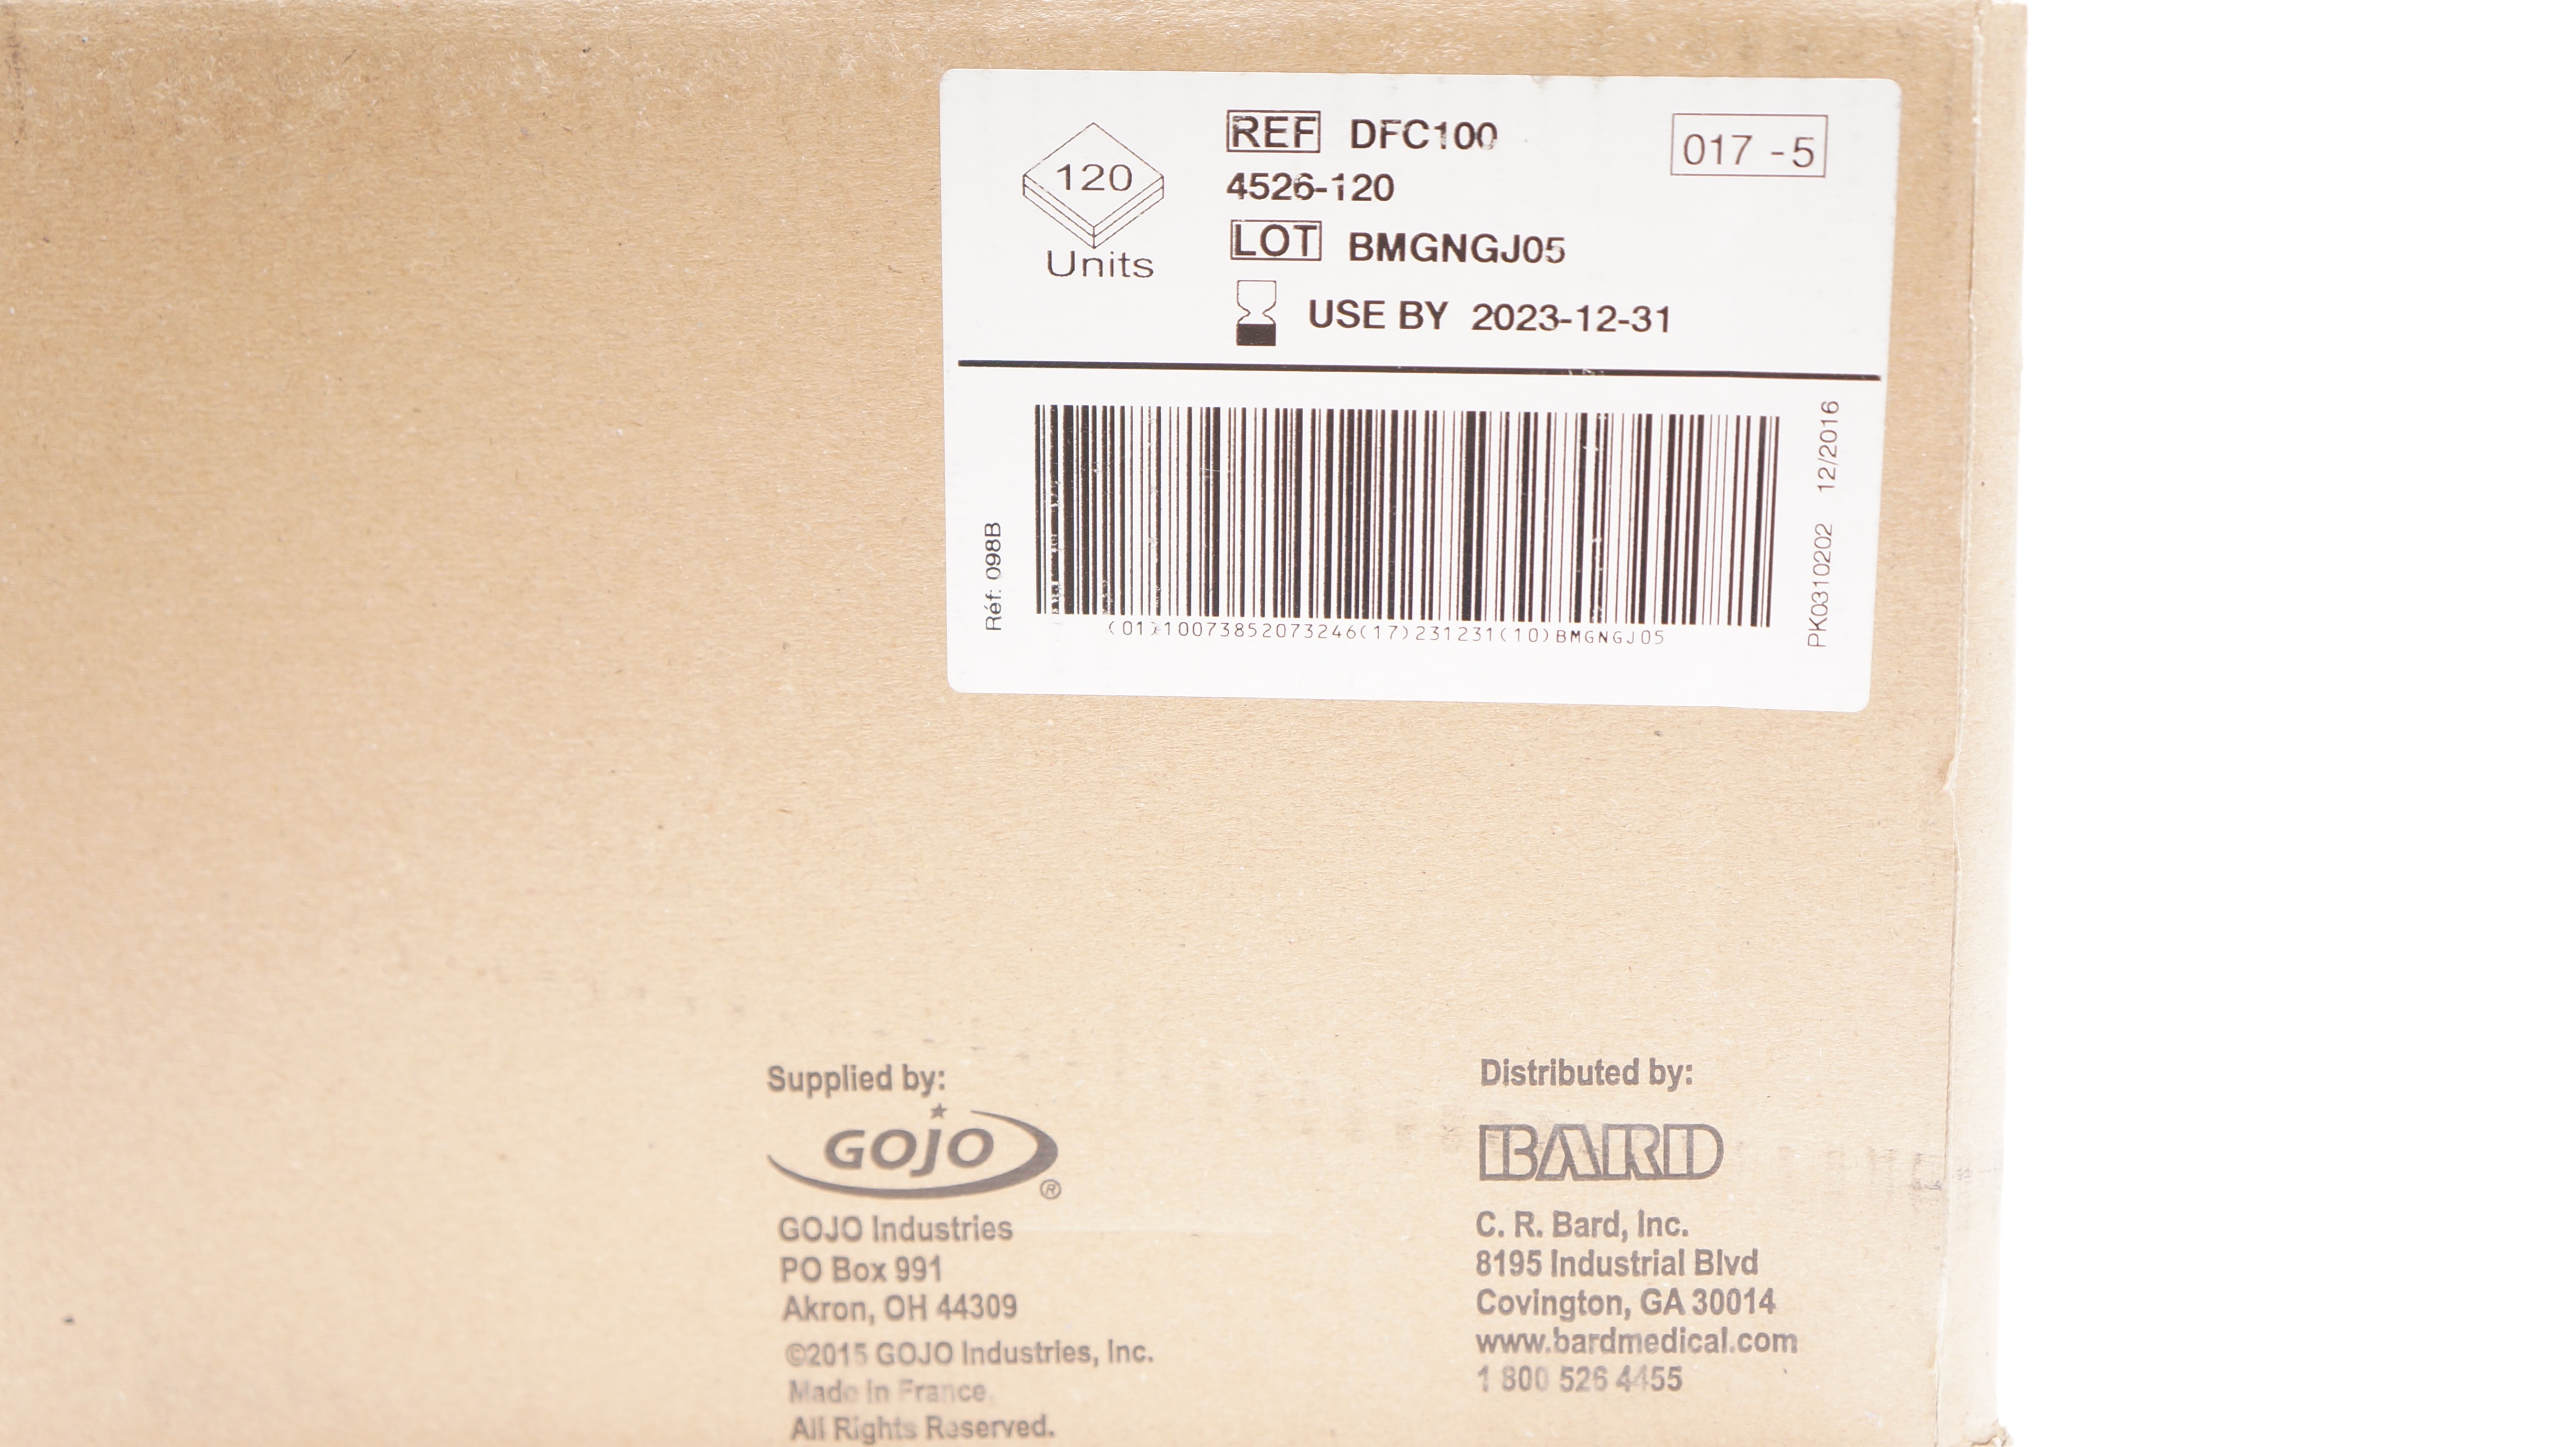 120
Units
REF DFC100
4526-120
LOT BMGNGJ05
USE BY 2023-12-31
017 -5
Réf: 098B
(01)10073852073246(17)231231(10)BMGNGJ05
PK0310202 12/2016
Supplied by:
GOJO ®
GOJO Industries
PO Box 991
Akron, OH 44309
©2015 GOJO Industries, Inc.
Made in France.
All Rights Reserved.
Distributed by:
BARD
C. R. Bard, Inc.
8195 Industrial Blvd
Covington, GA 30014
www.bardmedical.com
1 800 526 4455